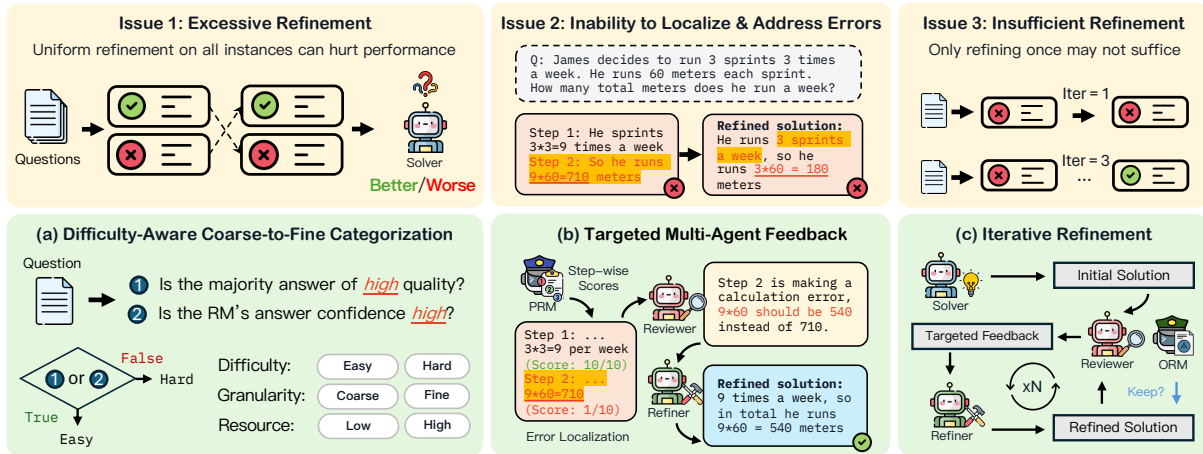 Issue 1: Excessive Refinement
Uniform refinement on all instances can hurt performance
Questions
Solver
Better/Worse
Issue 2: Inability to Localize & Address Errors
Q: James decides to run 3 sprints 3 times
a week. He runs 60 meters each sprint.
How many total meters does he run a week?
Step 1: He sprints
3*3=9 times a week
Step 2: So he runs
9*60=710 meters
Refined solution:
He runs 3 sprints
a week, so he
runs 3*60 = 180
meters
Issue 3: Insufficient Refinement
Only refining once may not suffice
Iter = 1
Iter = 3
...
(a) Difficulty-Aware Coarse-to-Fine Categorization
Question
1 Is the majority answer of high quality?
2 Is the RM's answer confidence high?
1 or 2
False
Hard
True
Easy
Difficulty: Easy Hard
Granularity: Coarse Fine
Resource: Low High
(b) Targeted Multi-Agent Feedback
PRM
Step-wise
Scores
Step 1: ...
3*3=9 per week
(Score: 10/10)
Step 2: ...
9*60=710
(Score: 1/10)
Error Localization
Reviewer
Step 2 is making a
calculation error,
9*60 should be 540
instead of 710.
Refiner
Refined solution:
9 times a week, so
in total he runs
9*60 = 540 meters
(c) Iterative Refinement
Solver
Initial Solution
Targeted Feedback
Reviewer
A
ORM
xN
Keep?
Refiner
Refined Solution